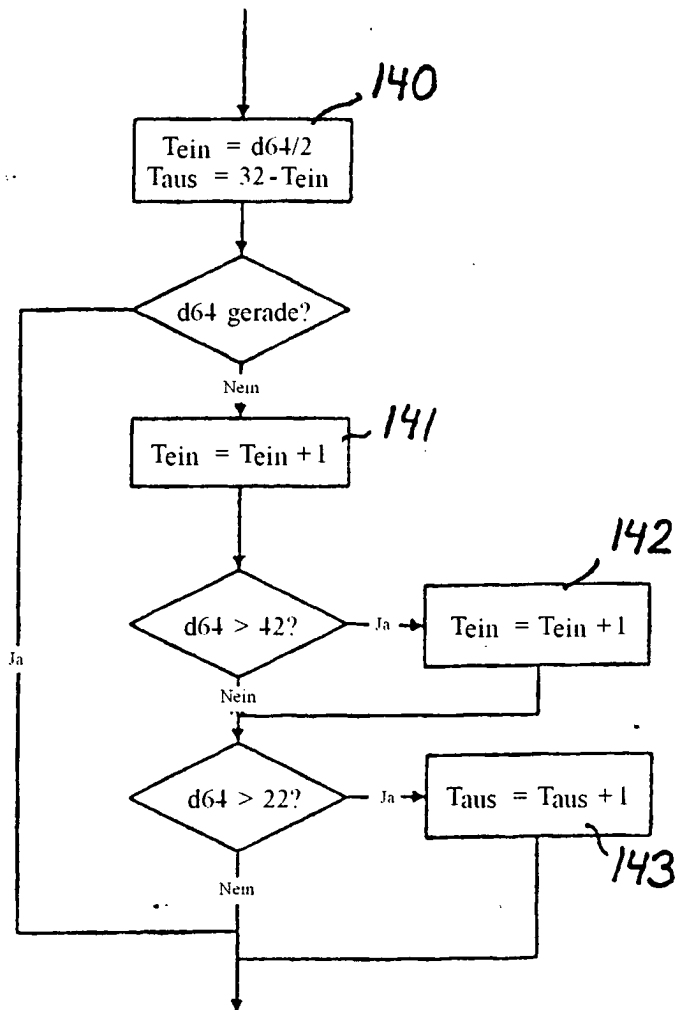 140
Tein = d64/2
Taus = 32-Tein
d64 gerade?
Nein
141
Tein = Tein +1
142
d64 > 42?
Ja
Tein = Tein +1
Ja
Nein
d64 > 22?
Ja
Taus = Taus +1
143
Nein